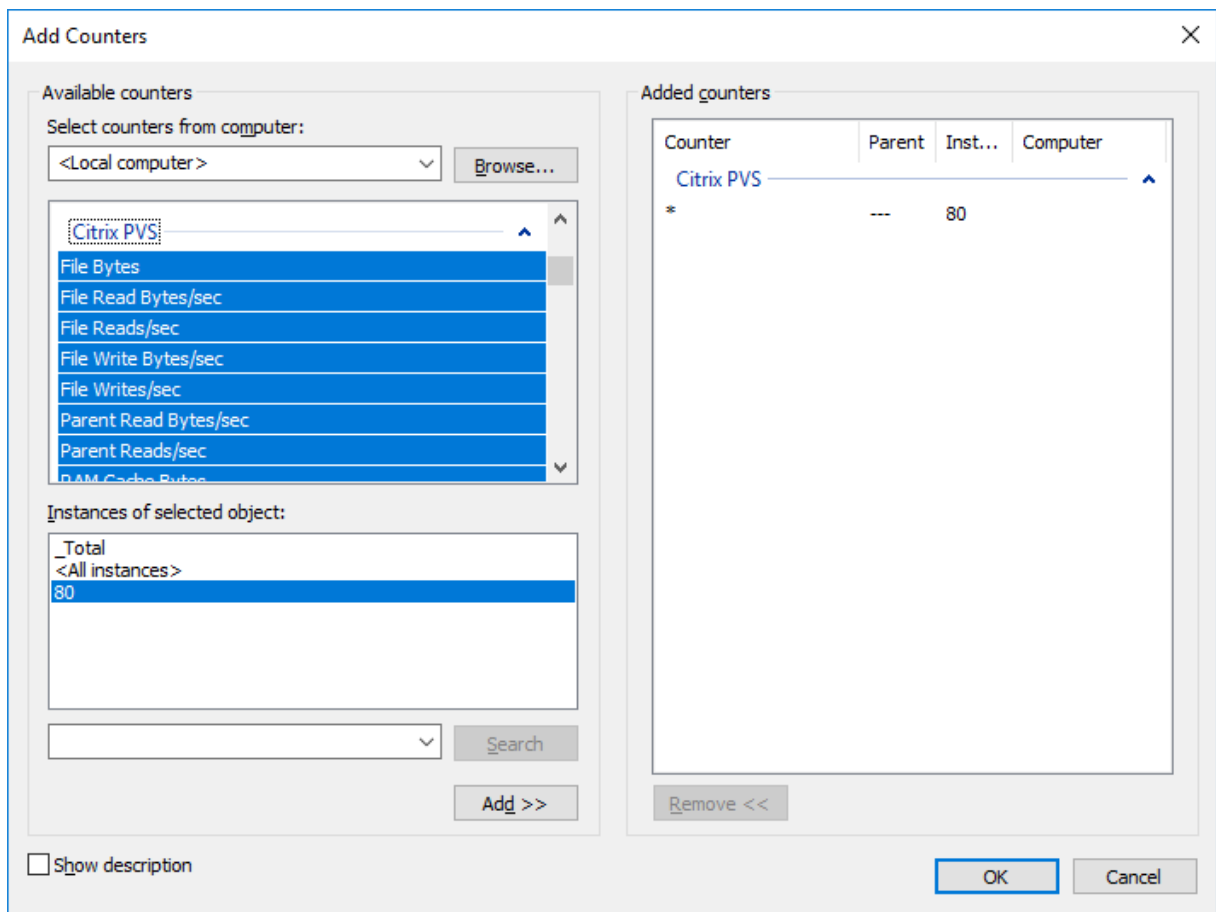 Add Counters
Available counters
Select counters from computer:
<Local computer>
Browse...
Citrix PVS
File Bytes
File Read Bytes/sec
File Reads/sec
File Write Bytes/sec
File Writes/sec
Parent Read Bytes/sec
Parent Reads/sec
RAM Cache Bytes
Instances of selected object:
_Total
<All instances>
80
Search
Add >>
Show description
Added counters
Counter Parent Inst... Computer
Citrix PVS
* --- 80
Remove <<
OK Cancel